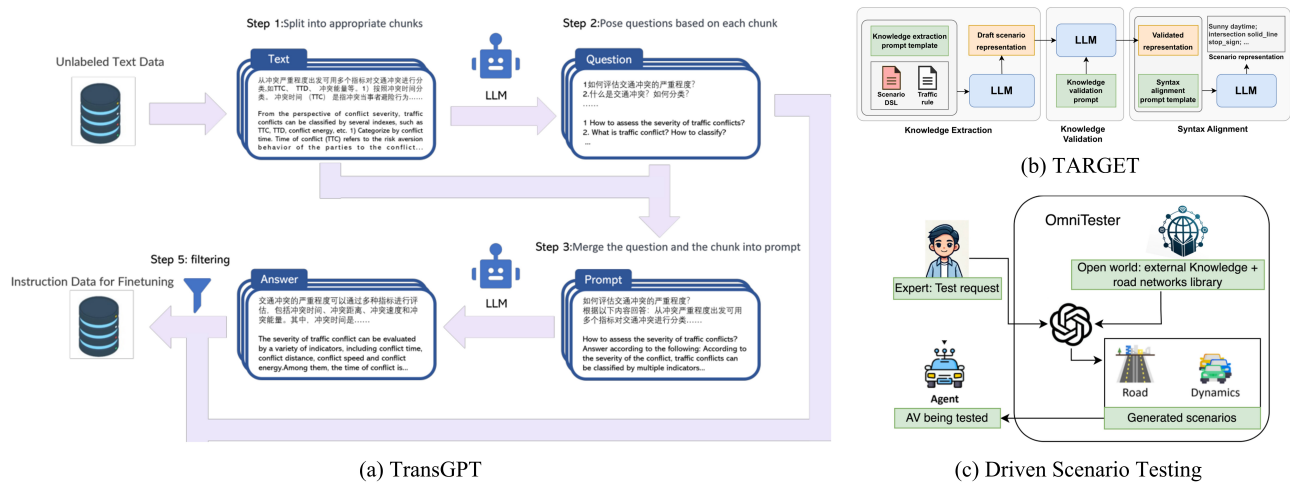 Step 1:Split into appropriate chunks
Step 2: Pose questions based on each chunk
Unlabeled Text Data
Text
从冲突严重程度出发可用多个指标对交通冲突进行分
类,如TTC、TTD、冲突能量等。1）按照冲突时间分
类。 冲突时间 （TTC）是指冲突当事者避险行为......
From the perspective of conflict severity, traffic
conflicts can be classified by several indexes, such as
TTC, TTD, conflict energy, etc. 1) Categorize by conflict
time. Time of conflict (TTC) refers to the risk aversion
behavior of the parties to the conflict...
LLM
Question
1如何评估交通冲突的严重程度?
2.什么是交通冲突? 如何分类?
......
1 How to assess the severity of traffic conflicts?
2. What is traffic conflict? How to classify?
...
Step 3:Merge the question and the chunk into prompt
Step 5: filtering
Instruction Data for Finetuning
Answer
交通冲突的严重程度可以通过多种指标进行评
估，包括冲突时间、冲突距离、冲突速度和冲
突能量。其中，冲突时间是......
The severity of traffic conflict can be evaluated
by a variety of indicators, including conflict time,
conflict distance, conflict speed and conflict
energy.Among them, the time of conflict is...
LLM
Prompt
如何评估交通冲突的严重程度?
根据以下内容回答：从冲突严重程度出发可用
多个指标对交通冲突进行分类......
How to assess the severity of traffic conflicts?
Answer according to the following: According to
the severity of the conflict, traffic conflicts can
be classified by multiple indicators...
(a) TransGPT
Knowledge extraction
prompt template
Scenario
DSL
Traffic
rule
Draft scenario
representation
LLM
Knowledge Extraction
LLM
Knowledge
validation
prompt
Knowledge
Validation
Validated
representation
Syntax
alignment
prompt template
Sunny daytime;
intersection solid_line
stop_sign; ...
Scenario representation
LLM
Syntax Alignment
(b) TARGET
OmniTester
Expert: Test request
Open world: external Knowledge +
road networks library
Road
Dynamics
Generated scenarios
Agent
AV being tested
(c) Driven Scenario Testing